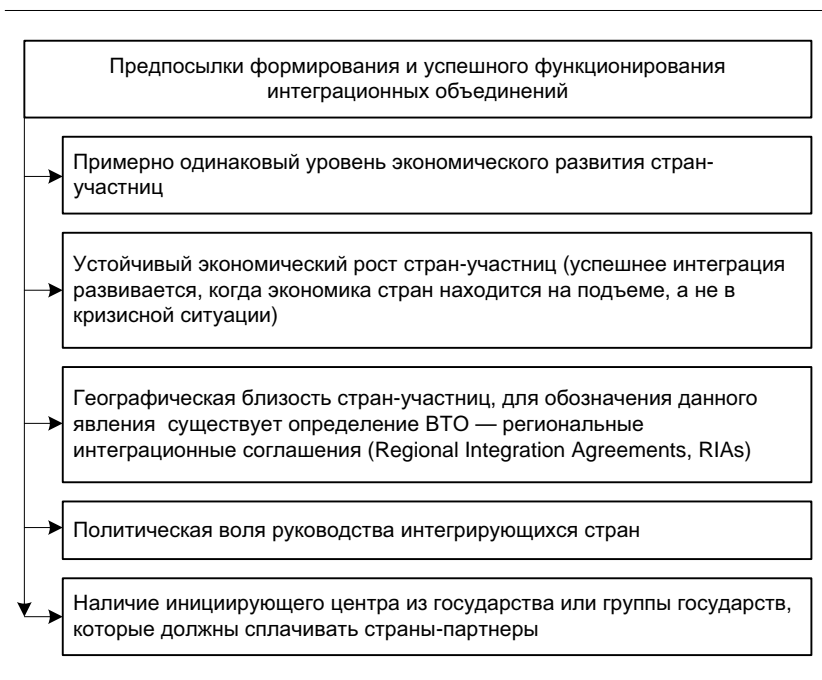 Предпосылки формирования и успешного функционирования
интеграционных объединений
Примерно одинаковый уровень экономического развития стран-
участниц
Устойчивый экономический рост стран-участниц (успешнее интеграция
развивается, когда экономика стран находится на подъеме, а не в
кризисной ситуации)
Географическая близость стран-участниц, для обозначения данного
явления  существует определение ВТО — региональные
интеграционные соглашения (Regional Integration Agreements, RIAs)
Политическая воля руководства интегрирующихся стран
Наличие инициирующего центра из государства или группы государств,
которые должны сплачивать страны-партнеры